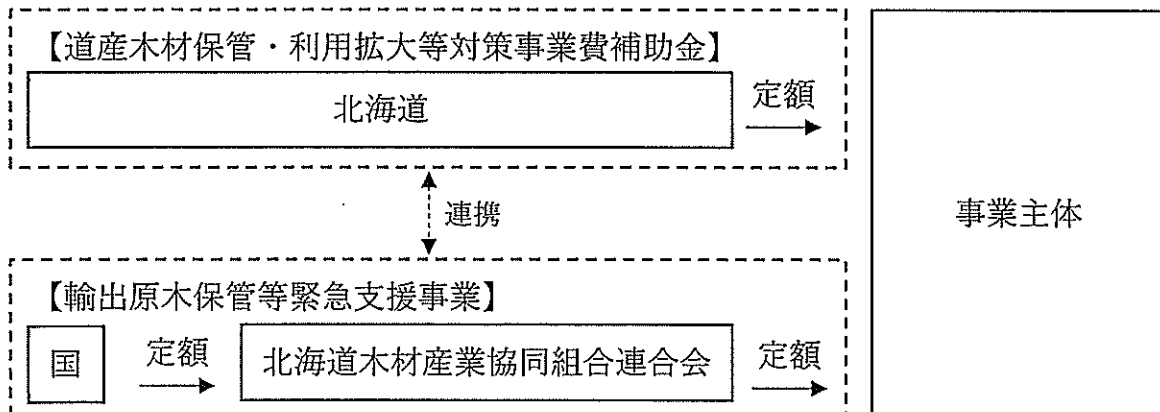 【道産木材保管・利用拡大等対策事業費補助金】
北海道
定額
連携
事業主体
【輸出原木保管等緊急支援事業】
国
定額
北海道木材産業協同組合連合会
定額